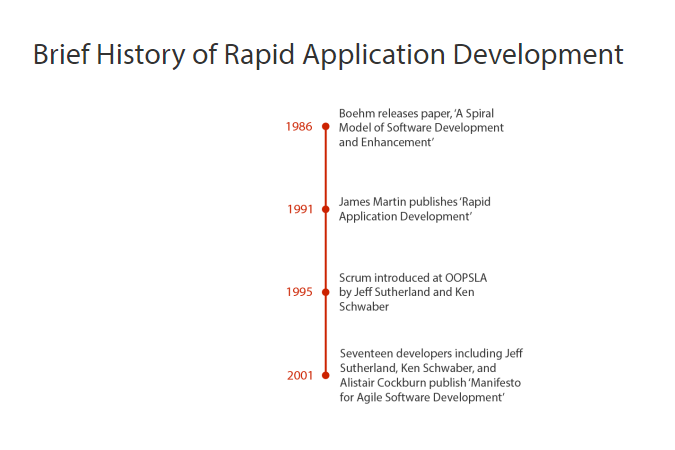 Brief History of Rapid Application Development
1986
Boehm releases paper, ‘A Spiral
Model of Software Development
and Enhancement’
1991
James Martin publishes ‘Rapid
Application Development’
1995
Scrum introduced at OOPSLA
by Jeff Sutherland and Ken
Schwaber
2001
Seventeen developers including Jeff
Sutherland, Ken Schwaber, and
Alistair Cockburn publish ‘Manifesto
for Agile Software Development’